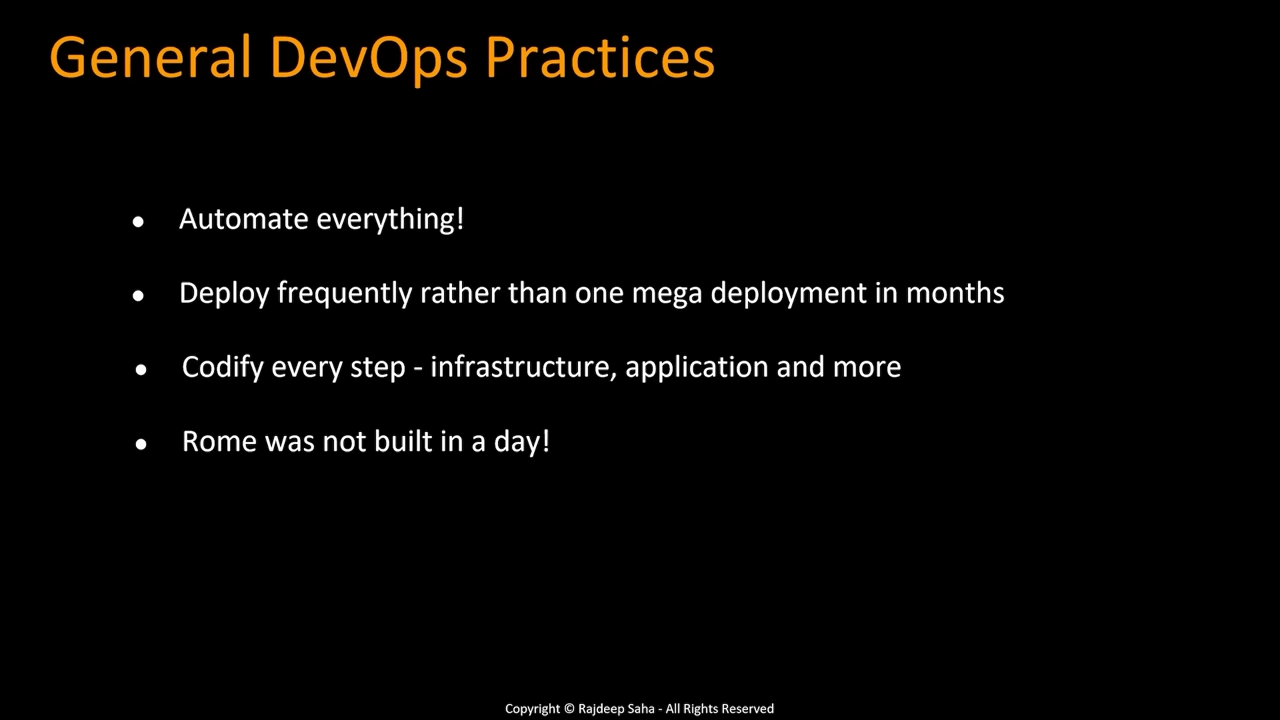 General DevOps Practices
● Automate everything!
● Deploy frequently rather than one mega deployment in months
● Codify every step - infrastructure, application and more
● Rome was not built in a day!
Copyright © Rajdeep Saha - All Rights Reserved